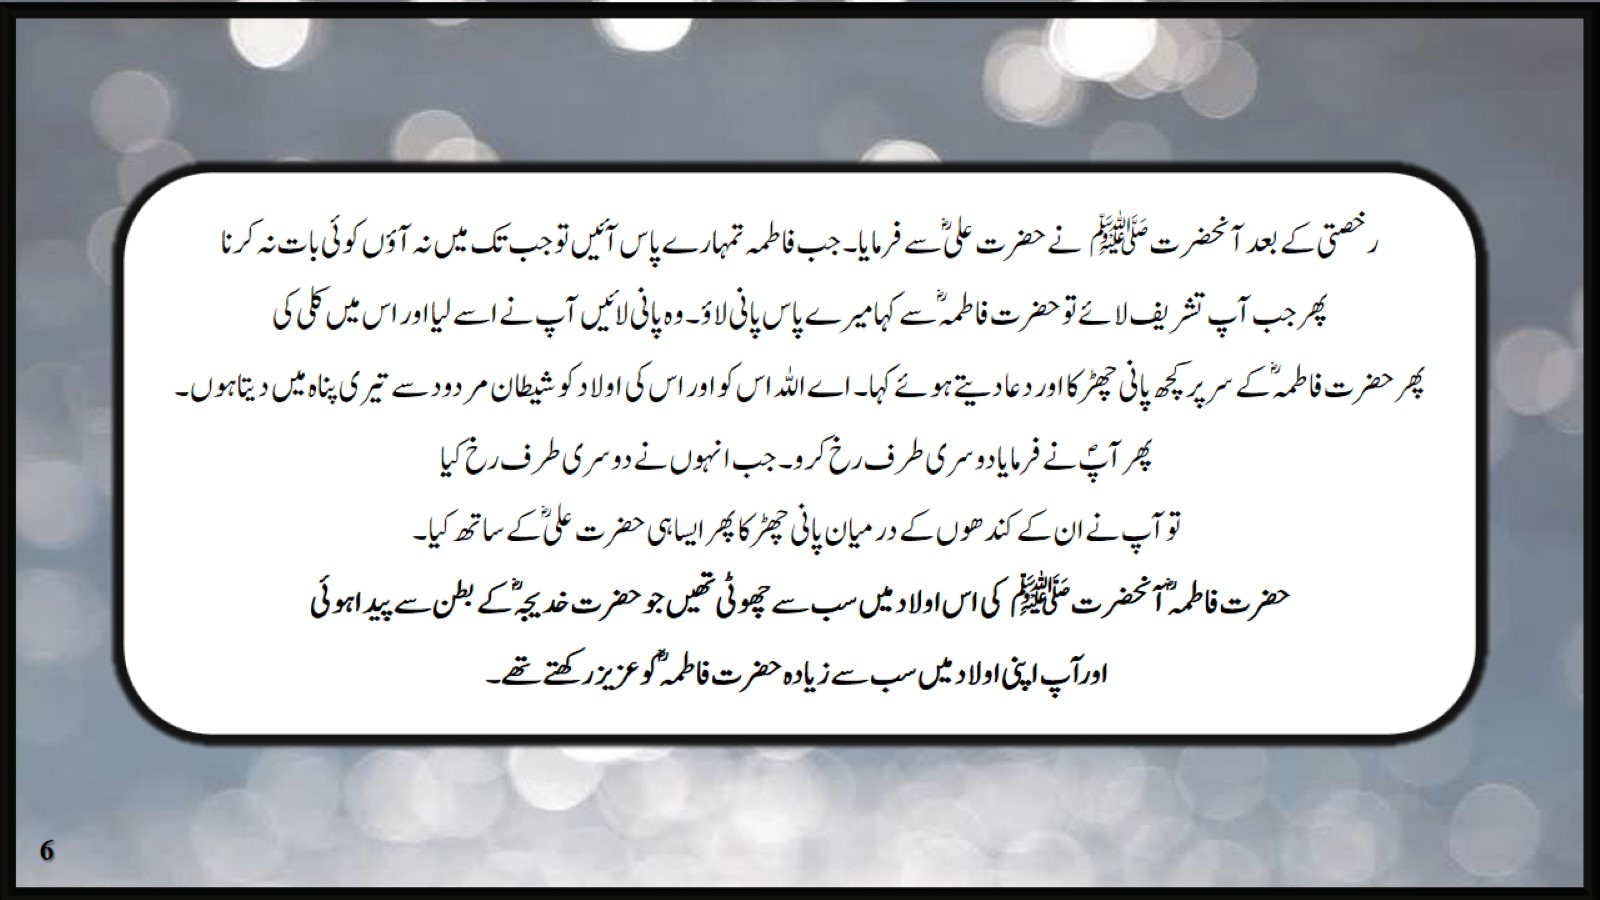 رخصتی کے بعد آنحضرت ﷺ نے حضرت علیؓ سے فرمایا۔ جب فاطمہ تمہارے پاس آئیں تو جب تک میں نہ آؤں کوئی بات نہ کرنا
پھر جب آپ تشریف لائے تو حضرت فاطمہؓ سے کہا میرے پاس پانی لاؤ۔ وہ پانی لائیں آپ نے اسے لیا اور اس میں کلی کی
پھر حضرت فاطمہؓ کے سر پر کچھ پانی چھڑکا اور دعا دیتے ہوئے کہا۔ اے اللہ اس کو اور اس کی اولاد کو شیطان مردود سے تیری پناہ میں دیتا ہوں۔
پھر آپؐ نے فرمایا دوسری طرف رخ کرو۔ جب انہوں نے دوسری طرف رخ کیا
تو آپ نے ان کے کندھوں کے درمیان پانی چھڑکا پھر ایسا ہی حضرت علیؓ کے ساتھ کیا۔
حضرت فاطمہؓ آنحضرت ﷺ کی اس اولاد میں سب سے چھوٹی تھیں جو حضرت خدیجہؓ کے بطن سے پیدا ہوئی
اور آپ اپنی اولاد میں سب سے زیادہ حضرت فاطمہؓ کو عزیز رکھتے تھے۔
6